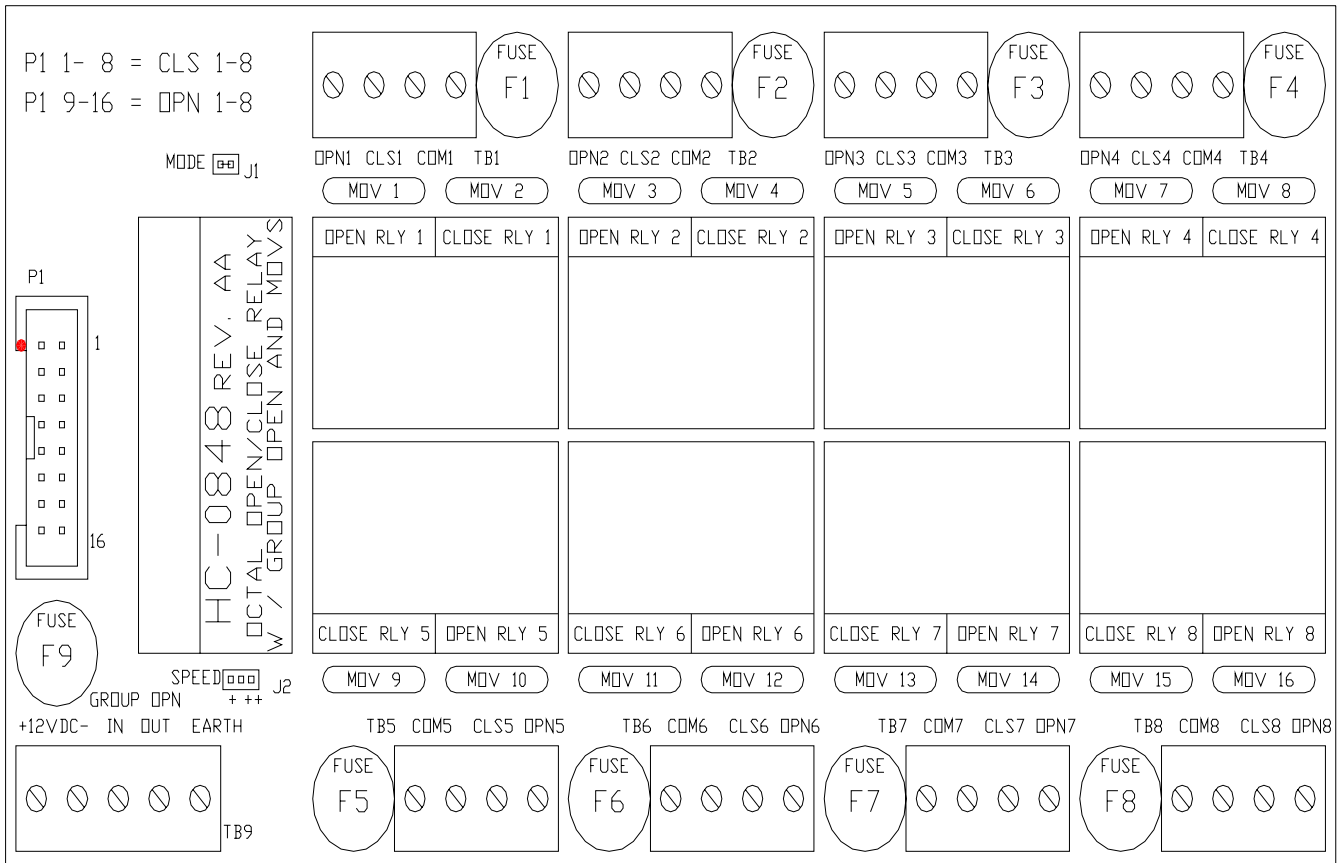 P1 1- 8 = CLS 1-8
P1 9-16 = OPN 1-8
MODE J1
FUSE F1
FUSE F2
FUSE F3
FUSE F4
OPN1 CLS1 COM1 TB1
OPN2 CLS2 COM2 TB2
OPN3 CLS3 COM3 TB3
OPN4 CLS4 COM4 TB4
MOV 1 MOV 2 MOV 3 MOV 4 MOV 5 MOV 6 MOV 7 MOV 8
OPEN RLY 1 CLOSE RLY 1 OPEN RLY 2 CLOSE RLY 2 OPEN RLY 3 CLOSE RLY 3 OPEN RLY 4 CLOSE RLY 4
P1
1
16
HC-0848 REV. AA
OCTAL OPEN/CLOSE RELAY
W/ GROUP OPEN AND MOVS
CLOSE RLY 5 OPEN RLY 5 CLOSE RLY 6 OPEN RLY 6 CLOSE RLY 7 OPEN RLY 7 CLOSE RLY 8 OPEN RLY 8
MOV 9 MOV 10 MOV 11 MOV 12 MOV 13 MOV 14 MOV 15 MOV 16
FUSE F9
SPEED J2
+ ++
GROUP OPN
+12VDC- IN OUT EARTH
TB9
TB5 COM5 CLS5 OPN5
TB6 COM6 CLS6 OPN6
TB7 COM7 CLS7 OPN7
TB8 COM8 CLS8 OPN8
FUSE F5
FUSE F6
FUSE F7
FUSE F8